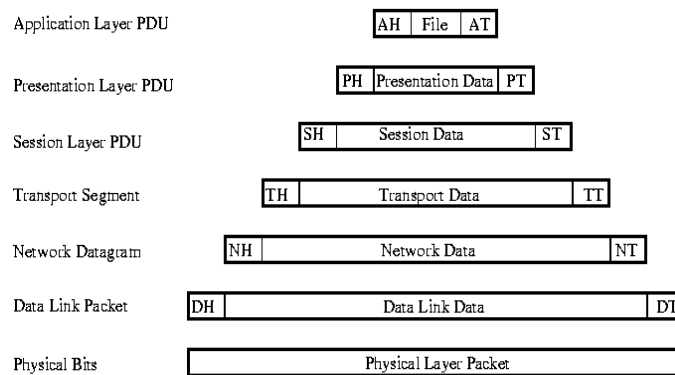 Application Layer PDU AH File AT
Presentation Layer PDU PH Presentation Data PT
Session Layer PDU SH Session Data ST
Transport Segment TH Transport Data TT
Network Datagram NH Network Data NT
Data Link Packet DH Data Link Data DT
Physical Bits Physical Layer Packet